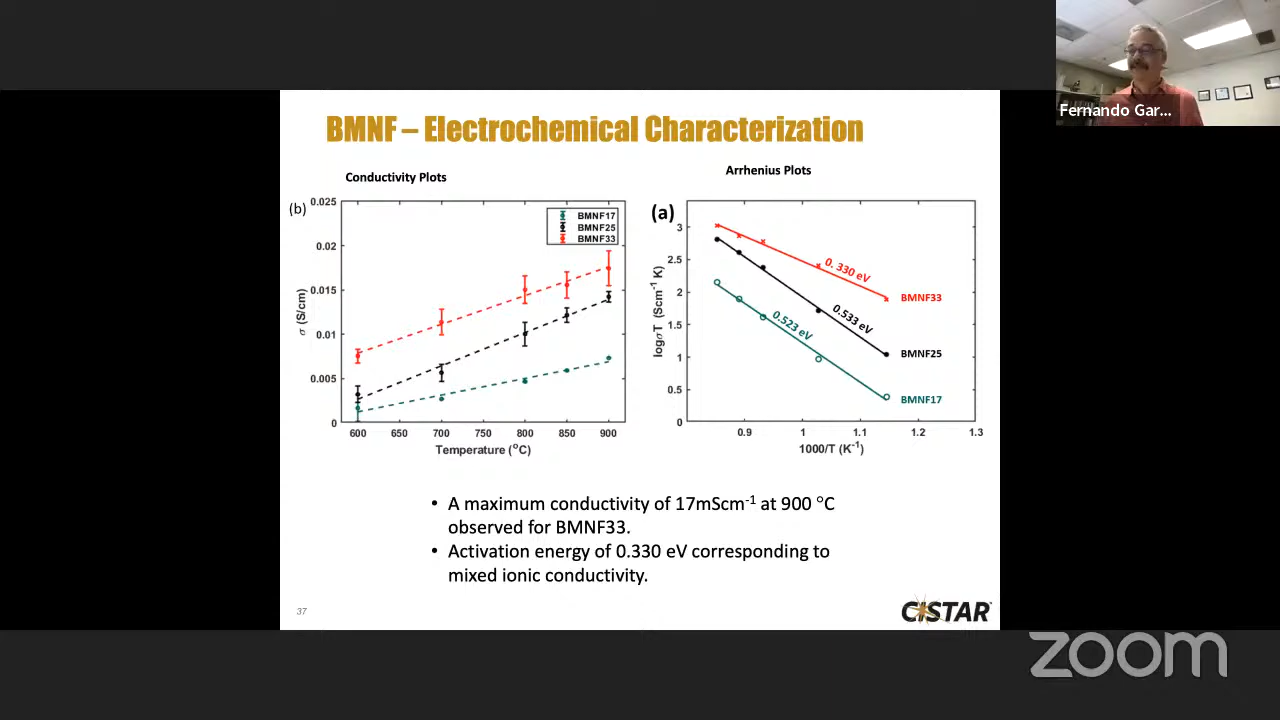 Fernando Gar...
BMNF – Electrochemical Characterization
Conductivity Plots
(b)
0.025
0.02
0.015
0.01
0.005
0
σ (S/cm)
BMNF17
BMNF25
BMNF33
600
650
700
750
800
850
900
Temperature (°C)
Arrhenius Plots
(a)
3
2.5
2
1.5
1
0.5
0
logσT (Scm⁻¹ K)
0. 330 eV
0.533 eV
0.523 eV
BMNF33
BMNF25
BMNF17
0.9
1
1.1
1.2
1.3
1000/T (K⁻¹)
• A maximum conductivity of 17mScm⁻¹ at 900 °C
observed for BMNF33.
• Activation energy of 0.330 eV corresponding to
mixed ionic conductivity.
37
CISTAR
zoom